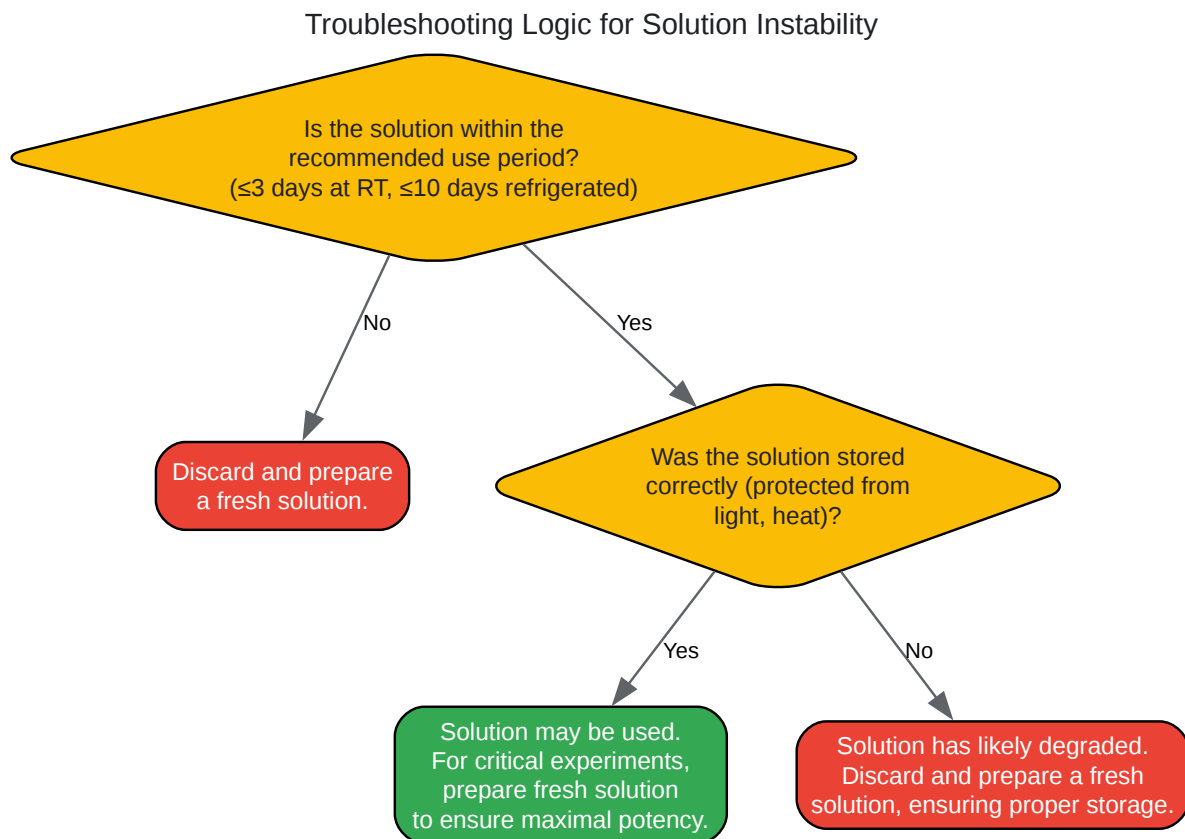 Troubleshooting Logic for Solution Instability
Is the solution within the
recommended use period?
(≤3 days at RT, ≤10 days refrigerated)
No
Yes
Discard and prepare
a fresh solution.
Was the solution stored
correctly (protected from
light, heat)?
Yes
No
Solution may be used.
For critical experiments,
prepare fresh solution
to ensure maximal potency.
Solution has likely degraded.
Discard and prepare a fresh
solution, ensuring proper storage.